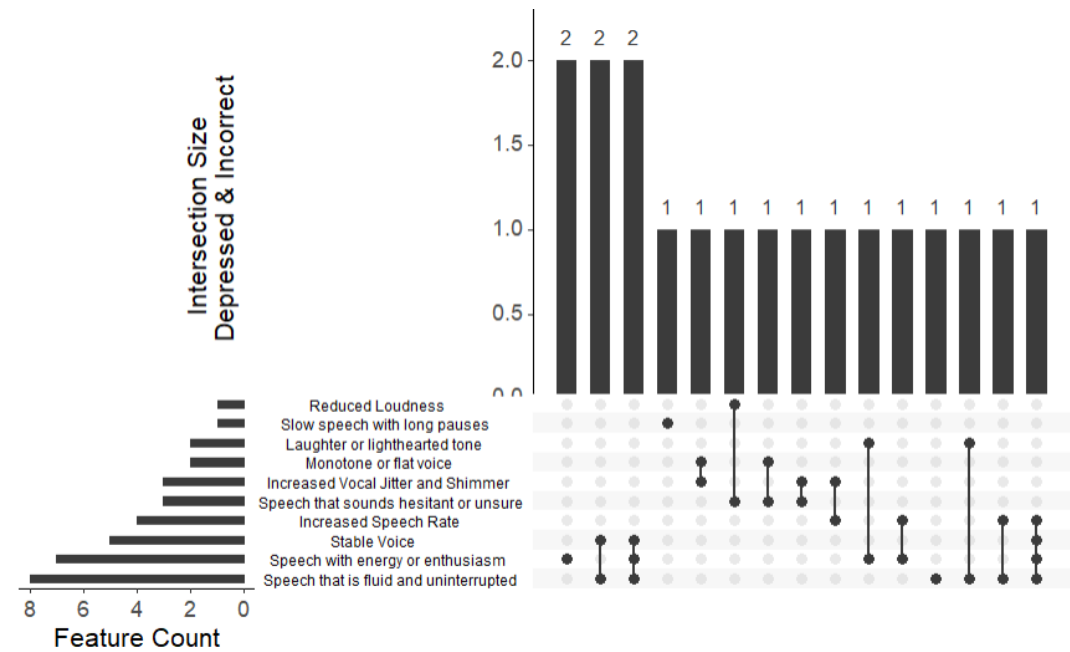 2 2 2
2.0
1.5
1 1 1 1 1 1 1 1 1 1 1 1
1.0
0.5
0.0
Intersection Size
Depressed & Incorrect
Reduced Loudness
Slow speech with long pauses
Laughter or lighthearted tone
Monotone or flat voice
Increased Vocal Jitter and Shimmer
Speech that sounds hesitant or unsure
Increased Speech Rate
Stable Voice
Speech with energy or enthusiasm
Speech that is fluid and uninterrupted
8 6 4 2 0
Feature Count